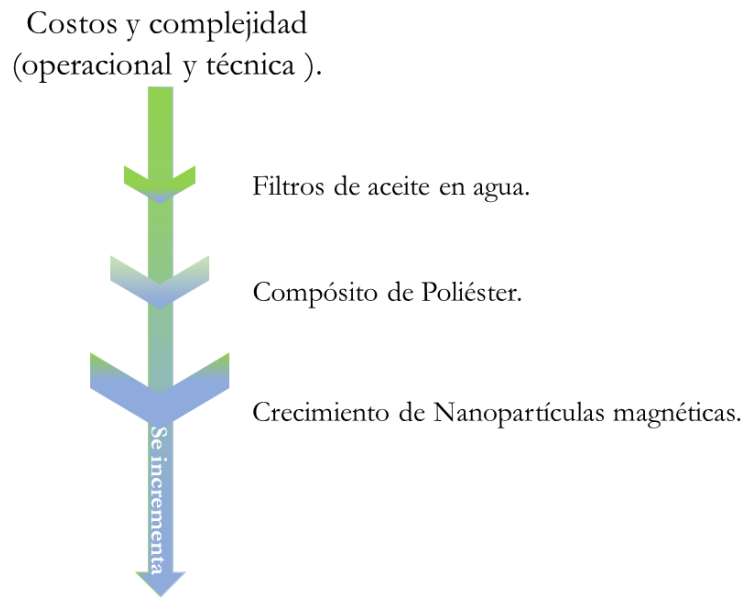 Costos y complejidad
(operacional y técnica ).
Filtros de aceite en agua.
Compósito de Poliéster.
Crecimiento de Nanopartículas magnéticas.
Se incrementa